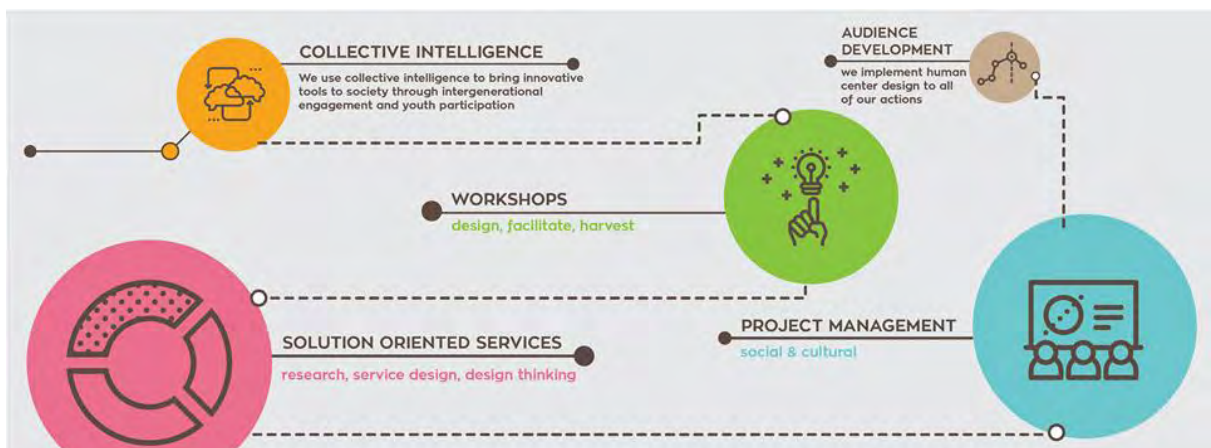 COLLECTIVE INTELLIGENCE
We use collective intelligence to bring innovative
tools to society through intergenerational
engagement and youth participation
AUDIENCE
DEVELOPMENT
we implement human
center design to all
of our actions
WORKSHOPS
design, facilitate, harvest
PROJECT MANAGEMENT
social & cultural
SOLUTION ORIENTED SERVICES
research, service design, design thinking